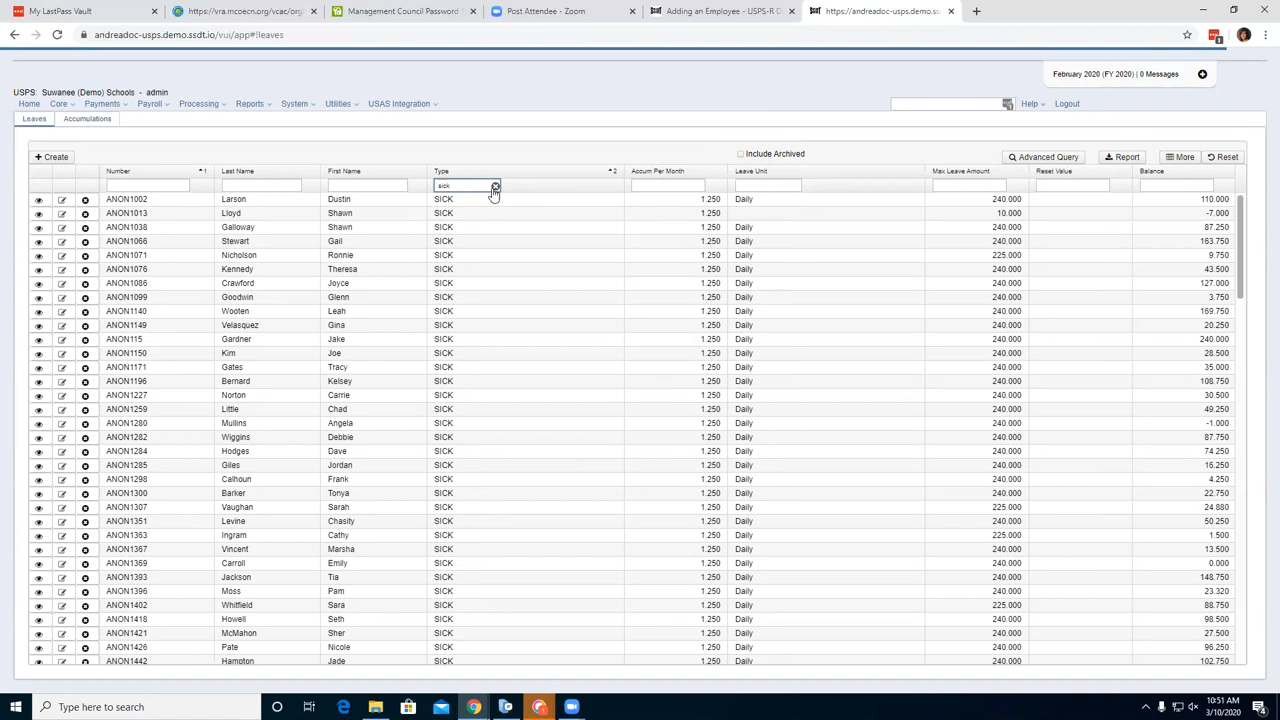 My LastPass Vault
https://vra.mcoecn.org/vcac/org/
Management Council Password
Post Attendee - Zoom
Adding an Employee - USPS-R D
https://andreadoc-usps.demo.ss
andreadoc-usps.demo.ssdt.io/vui/app#!leaves
February 2020 (FY 2020) | 0 Messages
USPS: Suwanee (Demo) Schools - admin
Home Core Payments Payroll Processing Reports System Utilities USAS Integration Help Logout
Leaves Accumulations
Include Archived
Create Advanced Query Report More Reset
Number 1 Last Name First Name Type 2 Accum Per Month Leave Unit Max Leave Amount Reset Value Balance
sick
ANON1002 Larson Dustin SICK 1.250 Daily 240.000 110.000
ANON1013 Lloyd Shawn SICK 1.250 10.000 -7.000
ANON1038 Galloway Shawn SICK 1.250 Daily 240.000 87.250
ANON1066 Stewart Gail SICK 1.250 Daily 240.000 163.750
ANON1071 Nicholson Ronnie SICK 1.250 Daily 225.000 9.750
ANON1076 Kennedy Theresa SICK 1.250 Daily 240.000 43.500
ANON1086 Crawford Joyce SICK 1.250 Daily 240.000 127.000
ANON1099 Goodwin Glenn SICK 1.250 Daily 240.000 3.750
ANON1140 Wooten Leah SICK 1.250 Daily 240.000 169.750
ANON1149 Velasquez Gina SICK 1.250 Daily 240.000 20.250
ANON115 Gardner Jake SICK 1.250 Daily 240.000 240.000
ANON1150 Kim Joe SICK 1.250 Daily 240.000 28.500
ANON1171 Gates Tracy SICK 1.250 Daily 240.000 35.000
ANON1196 Bernard Kelsey SICK 1.250 Daily 240.000 108.750
ANON1227 Norton Carrie SICK 1.250 Daily 240.000 30.500
ANON1259 Little Chad SICK 1.250 Daily 240.000 49.250
ANON1280 Mullins Angela SICK 1.250 Daily 240.000 -1.000
ANON1282 Wiggins Debbie SICK 1.250 Daily 240.000 87.750
ANON1284 Hodges Dave SICK 1.250 Daily 240.000 74.250
ANON1285 Giles Jordan SICK 1.250 Daily 240.000 16.250
ANON1298 Calhoun Frank SICK 1.250 Daily 240.000 4.250
ANON1300 Barker Tonya SICK 1.250 Daily 240.000 22.750
ANON1307 Vaughan Sarah SICK 1.250 Daily 225.000 24.880
ANON1351 Levine Chasity SICK 1.250 Daily 240.000 50.250
ANON1363 Ingram Cathy SICK 1.250 Daily 225.000 1.500
ANON1367 Vincent Marsha SICK 1.250 Daily 240.000 13.500
ANON1369 Carroll Emily SICK 1.250 Daily 240.000 0.000
ANON1393 Jackson Tia SICK 1.250 Daily 240.000 148.750
ANON1396 Moss Pam SICK 1.250 Daily 240.000 23.320
ANON1402 Whitfield Sara SICK 1.250 Daily 225.000 88.750
ANON1418 Howell Seth SICK 1.250 Daily 240.000 98.500
ANON1421 McMahon Sher SICK 1.250 Daily 240.000 27.500
ANON1426 Pate Nicole SICK 1.250 Daily 240.000 96.250
ANON1442 Hampton Jade SICK 1.250 Daily 240.000 102.750
Type here to search
10:51 AM
3/10/2020
4